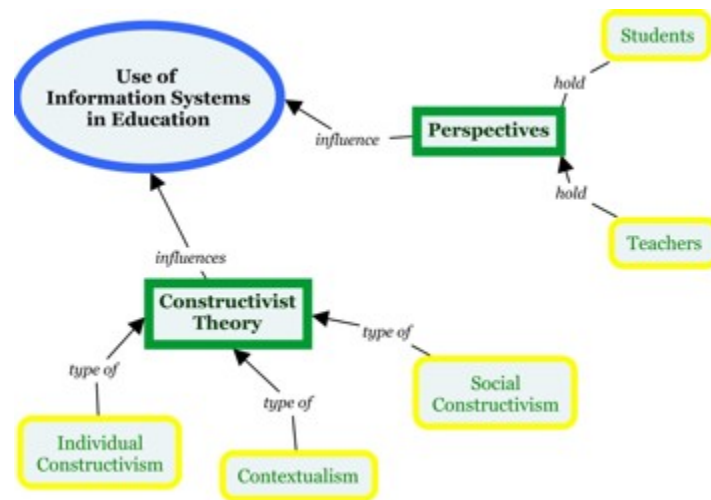 Students
Use of
Information Systems
in Education
hold
Perspectives
influence
hold
Teachers
influences
Constructivist
Theory
type of
type of
Social
Constructivism
type of
Individual
Constructivism
Contextualism